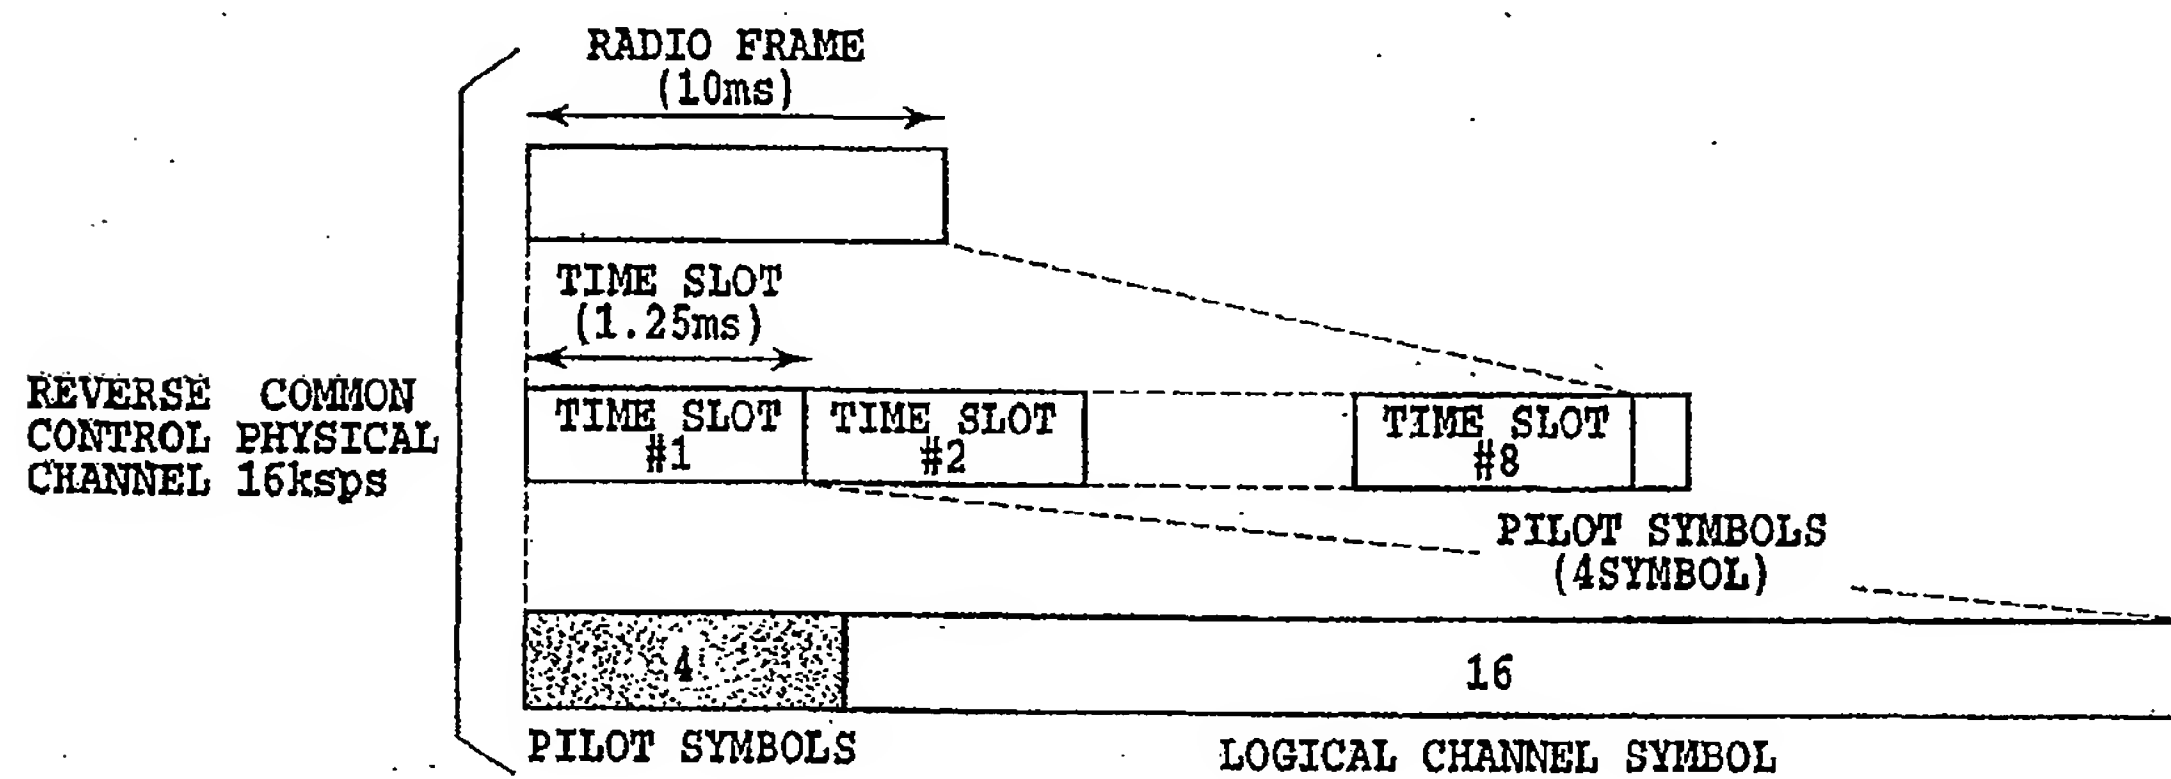 RADIO FRAME
(10ms)
TIME SLOT
(1.25ms)
REVERSE COMMON
CONTROL PHYSICAL
CHANNEL 16ksps
TIME SLOT
#1
TIME SLOT
#2
TIME SLOT
#8
PILOT SYMBOLS
(4SYMBOL)
4
16
PILOT SYMBOLS
LOGICAL CHANNEL SYMBOL